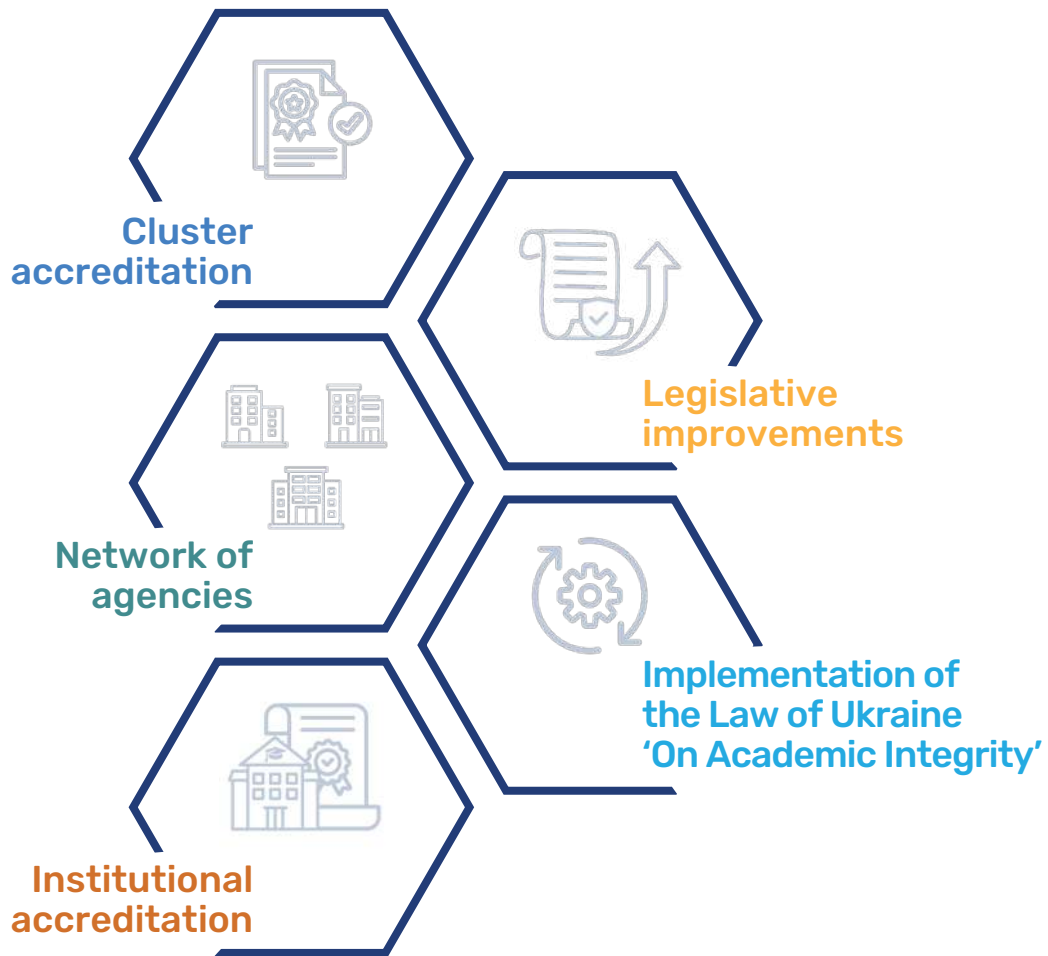 Cluster
accreditation
Legislative
improvements
Network of
agencies
Implementation of
the Law of Ukraine
‘On Academic Integrity’
Institutional
accreditation